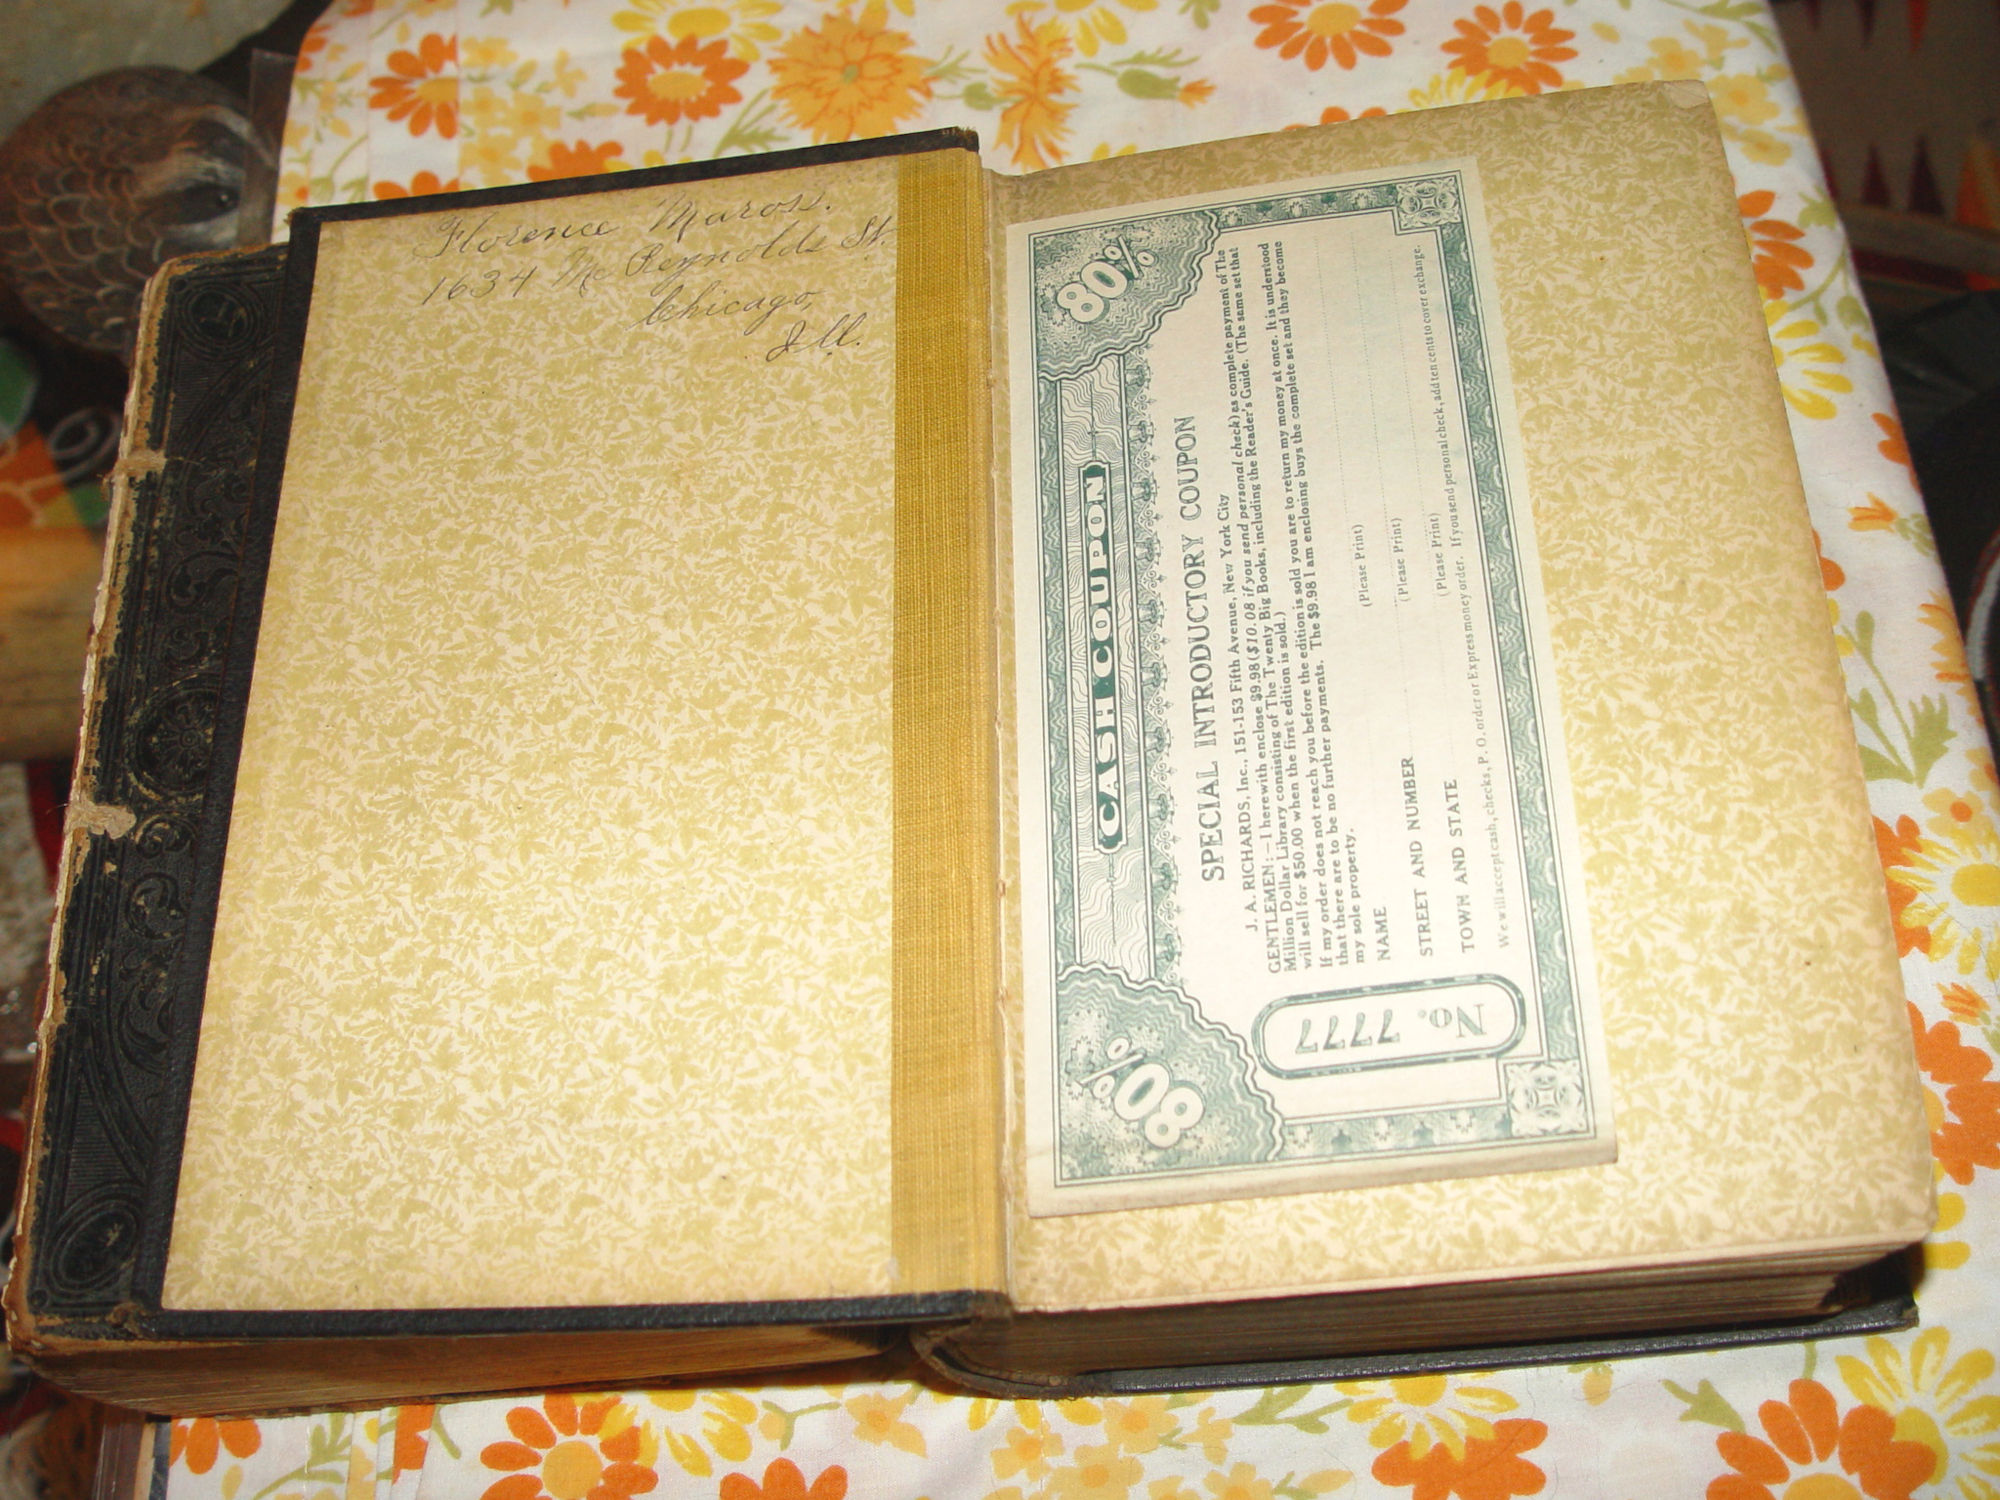 Florence Maross.
1634 Mc Reynolds St.
Chicago,
Ill.
80%
80%
CASH COUPON
SPECIAL INTRODUCTORY COUPON
J. A. RICHARDS, Inc., 151-153 Fifth Avenue, New York City
GENTLEMEN:—I herewith enclose $9.98 ($10.08 if you send personal check) as complete payment of The
Million Dollar Library consisting of The Twenty Big Books, including the Reader's Guide. (The same set that
will sell for $50.00 when the first edition is sold.)
If my order does not reach you before the edition is sold you are to return my money at once. It is understood
that there are to be no further payments. The $9.98 I am enclosing buys the complete set and they become
my sole property.
NAME
(Please Print)
STREET AND NUMBER
(Please Print)
TOWN AND STATE
(Please Print)
We will accept cash, checks, P. O. order or Express money order. If you send personal check, add ten cents to cover exchange.
No. 7777